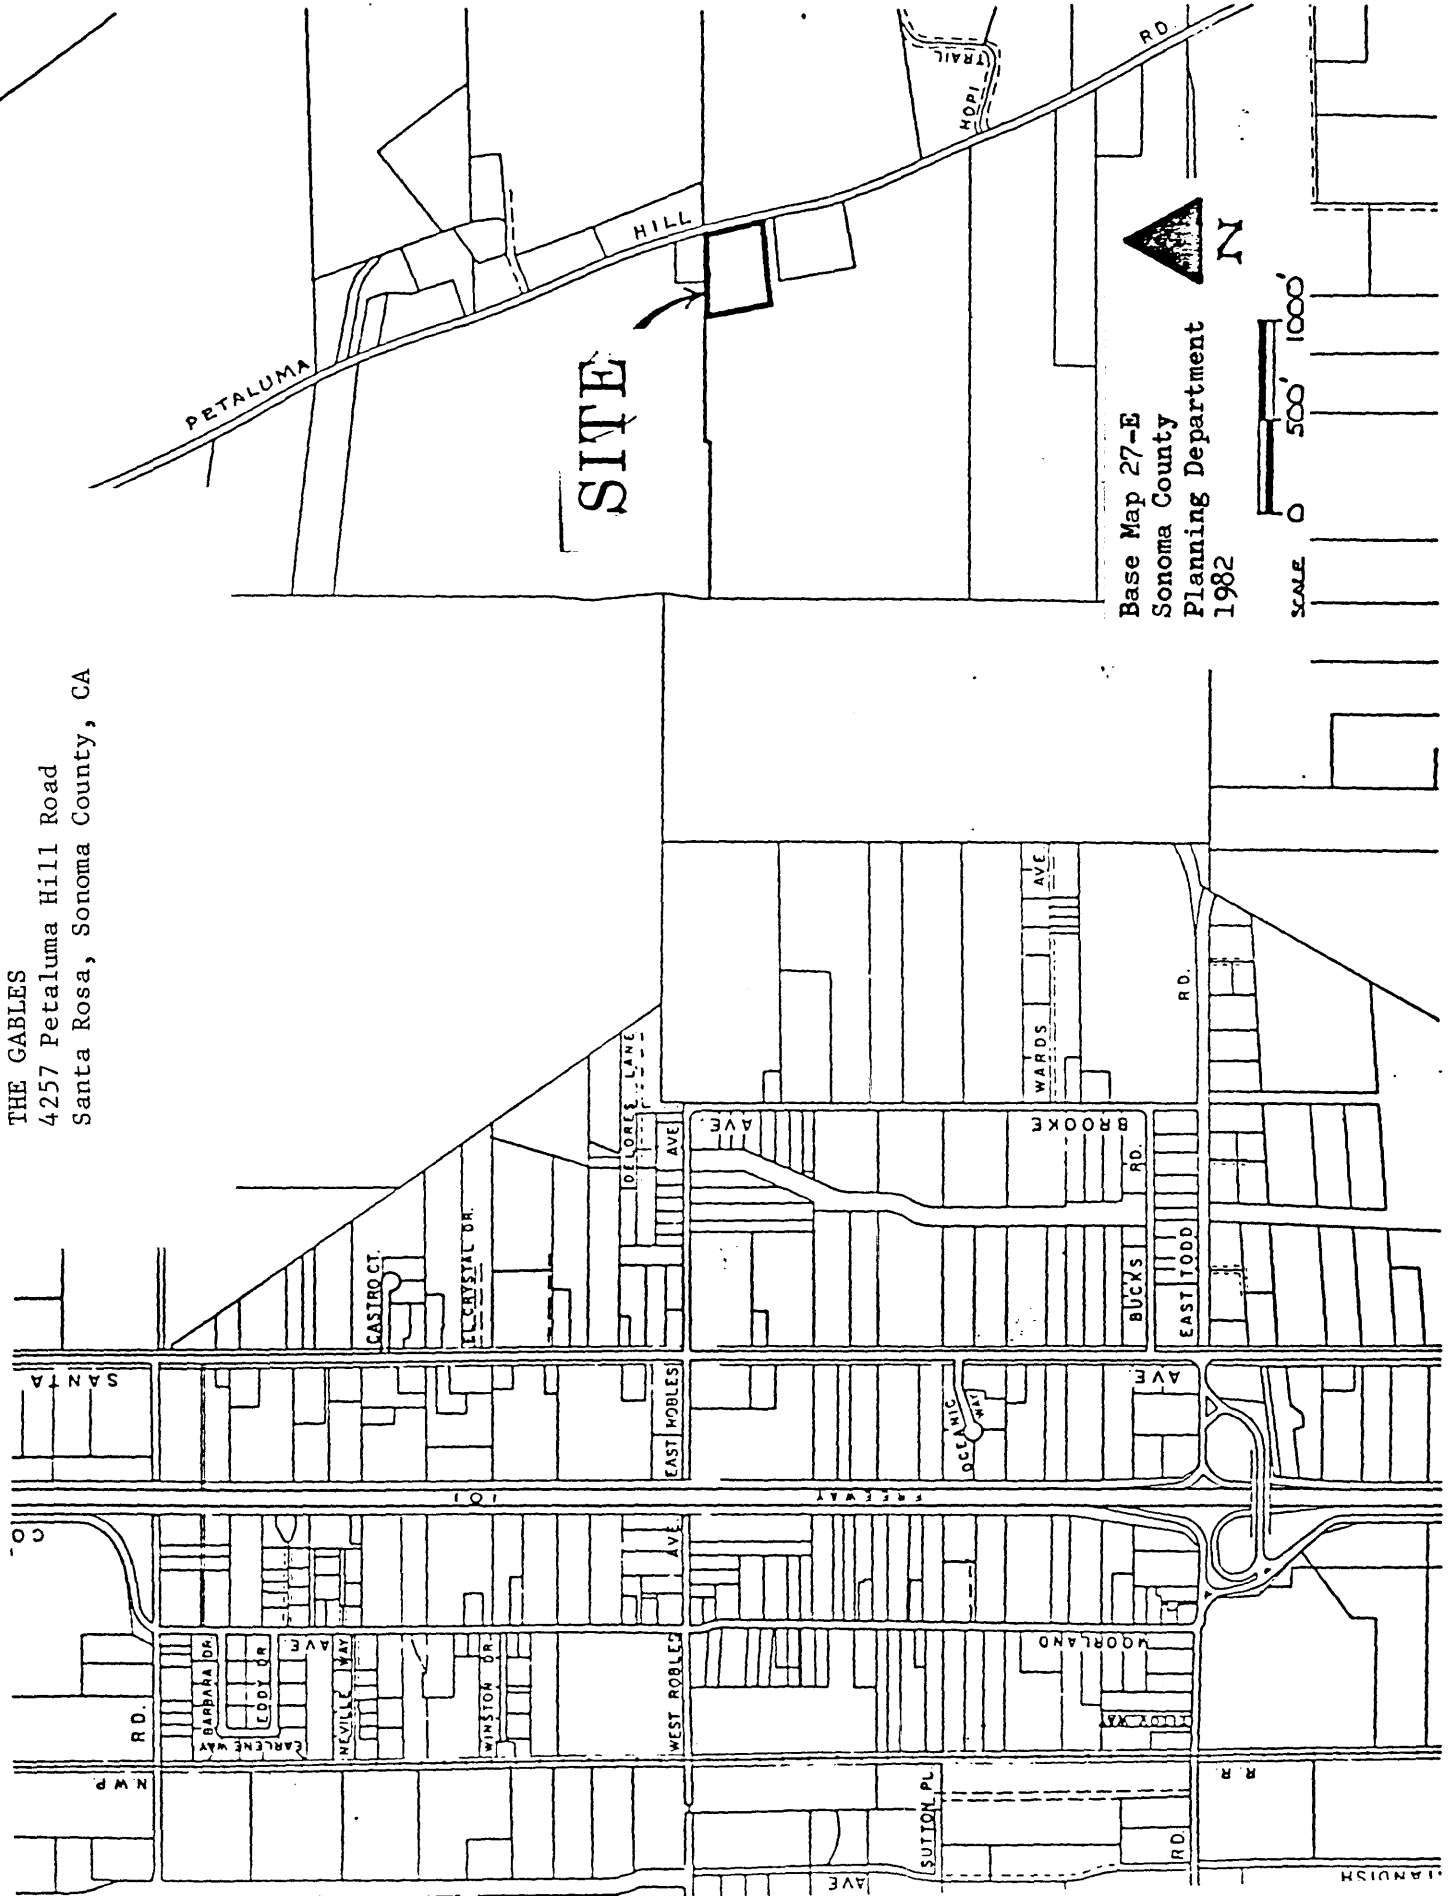 THE GABLES
4257 Petaluma Hill Road
Santa Rosa, Sonoma County, CA
PETALUMA
HILL
RD.
HOPI
TRAIL
SITE
Base Map 27-E
Sonoma County
Planning Department
1982
N
SCALE
0
500'
1000'
SANTA
AVE
CASTRO CT.
EL CRYSTAL DR.
DELORES LANE
EAST ROBLES
AVE
AVE.
BROOKE
WARDS
AVE.
BUCKS
RD.
EAST TODD
RD.
OCEANIC
WAY
101
FREEWAY
CO.
RD.
BARBARA DR.
EDDY DR.
EARLENE WAY
AVE
NEVILLE WAY
WINSTON DR.
WEST ROBLES
AVE
MOORLAND
ELOY WAY
N.W.P.
R.R.
SUTTON PL.
AVE
RD.